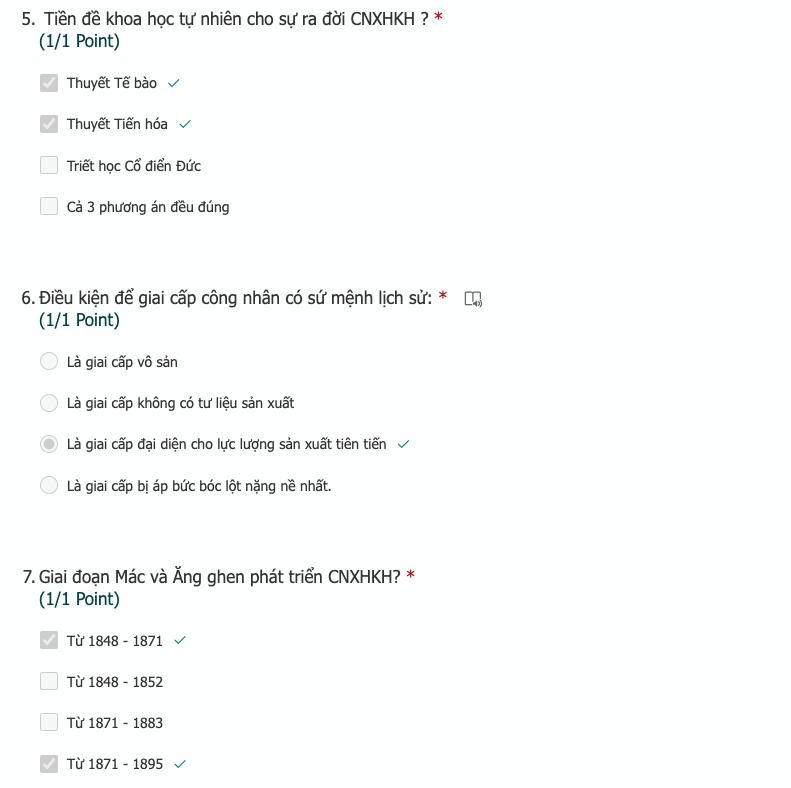 5. Tiền đề khoa học tự nhiên cho sự ra đời CNXHKH ? *
(1/1 Point)
Thuyết Tế bào
Thuyết Tiến hóa
Triết học Cổ điển Đức
Cả 3 phương án đều đúng
6. Điều kiện để giai cấp công nhân có sứ mệnh lịch sử: *
(1/1 Point)
Là giai cấp vô sản
Là giai cấp không có tư liệu sản xuất
Là giai cấp đại diện cho lực lượng sản xuất tiên tiến
Là giai cấp bị áp bức bóc lột nặng nề nhất.
7. Giai đoạn Mác và Ăng ghen phát triển CNXHKH? *
(1/1 Point)
Từ 1848 - 1871
Từ 1848 - 1852
Từ 1871 - 1883
Từ 1871 - 1895